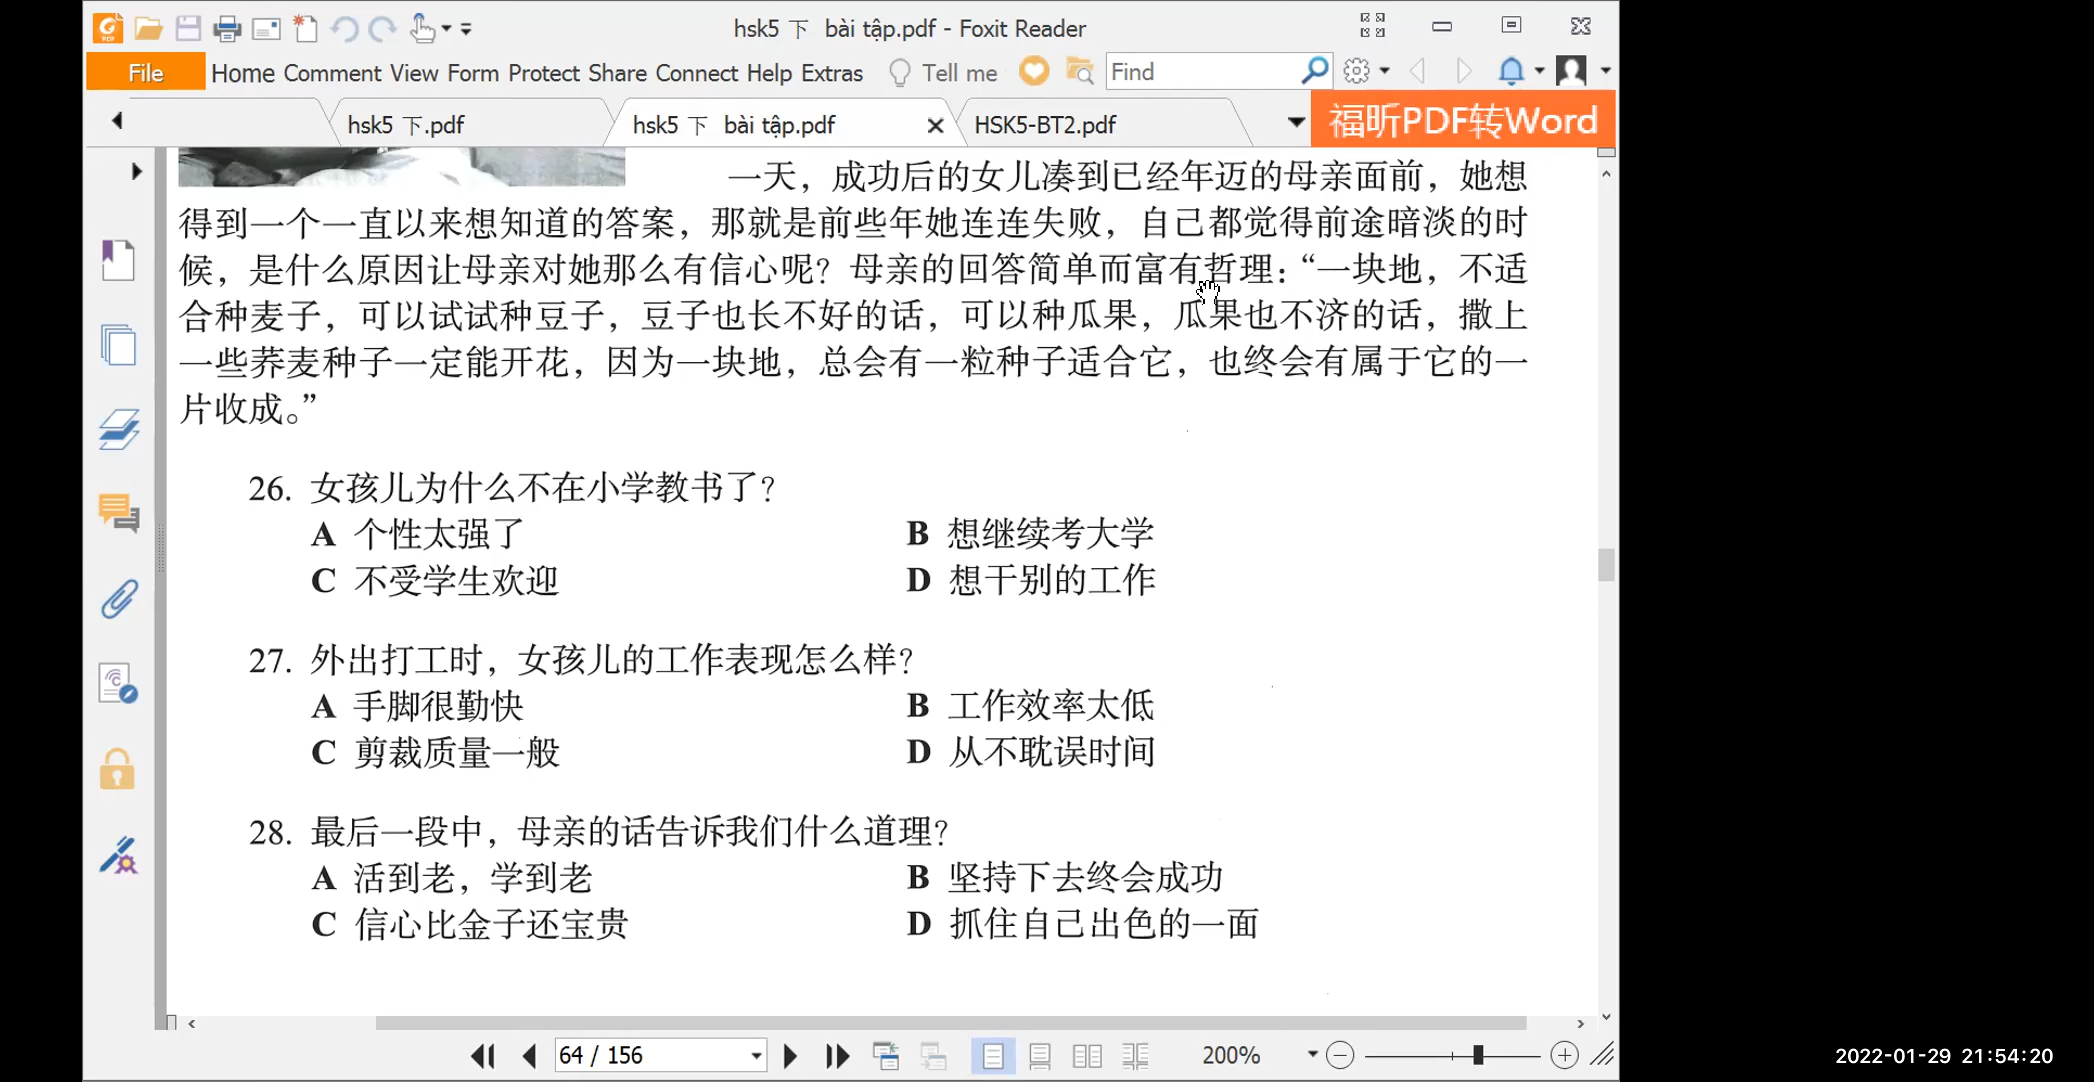 hsk5 下 bài tập.pdf - Foxit Reader
File Home Comment View Form Protect Share Connect Help Extras Tell me Find
hsk5 下.pdf hsk5 下 bài tập.pdf HSK5-BT2.pdf 福昕PDF转Word
一天，成功后的女儿凑到已经年迈的母亲面前，她想
得到一个一直以来想知道的答案，那就是前些年她连连失败，自己都觉得前途暗淡的时
候，是什么原因让母亲对她那么有信心呢？母亲的回答简单而富有哲理：“一块地，不适
合种麦子，可以试试种豆子，豆子也长不好的话，可以种瓜果，瓜果也不济的话，撒上
一些荞麦种子一定能开花，因为一块地，总会有一粒种子适合它，也终会有属于它的一
片收成。”
26. 女孩儿为什么不在小学教书了？
A 个性太强了 B 想继续考大学
C 不受学生欢迎 D 想干别的工作
27. 外出打工时，女孩儿的工作表现怎么样？
A 手脚很勤快 B 工作效率太低
C 剪裁质量一般 D 从不耽误时间
28. 最后一段中，母亲的话告诉我们什么道理？
A 活到老，学到老 B 坚持下去终会成功
C 信心比金子还宝贵 D 抓住自己出色的一面
64 / 156 200%
2022-01-29 21:54:20